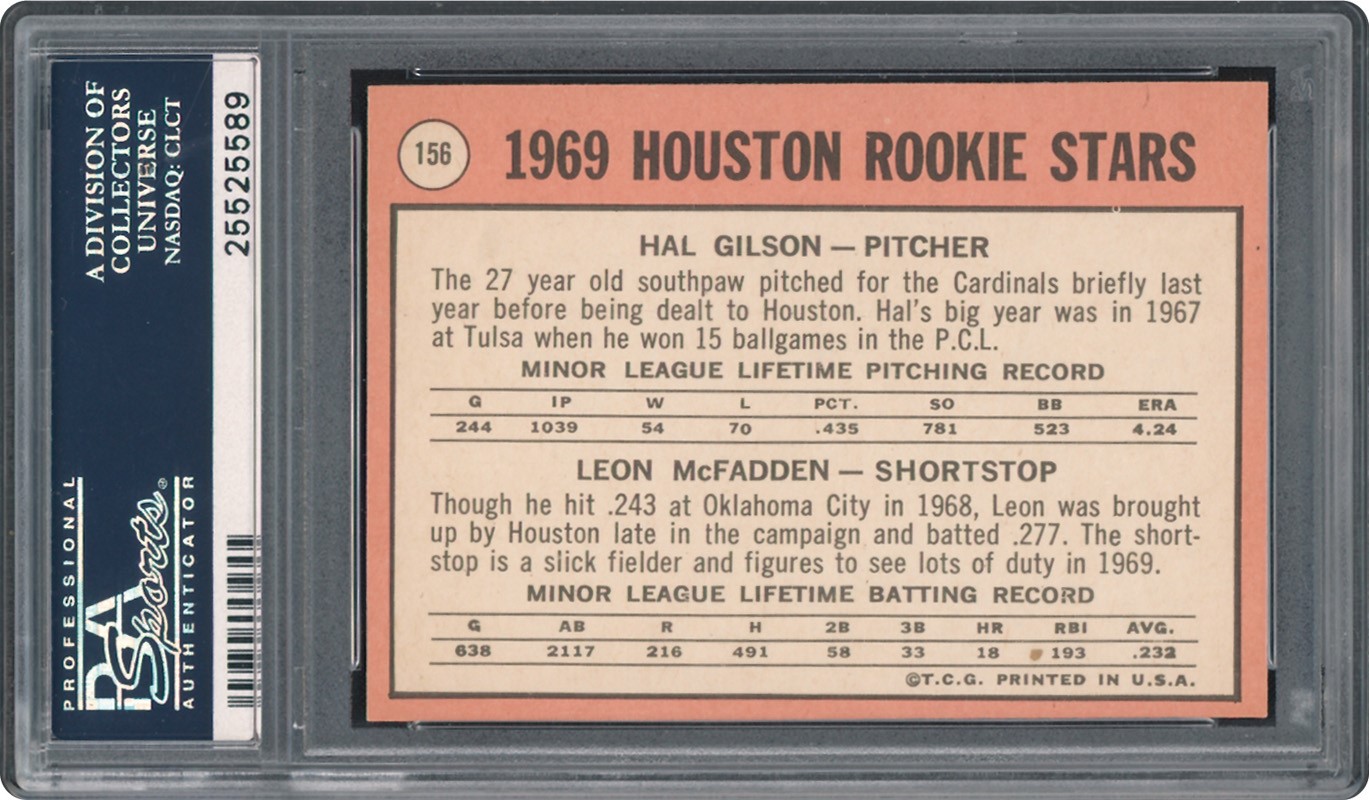 A DIVISION OF
COLLECTORS
UNIVERSE
NASDAQ: CLCT
25525589
PROFESSIONAL
PSA
Sports®
AUTHENTICATOR
156
1969 HOUSTON ROOKIE STARS
HAL GILSON — PITCHER
The 27 year old southpaw pitched for the Cardinals briefly last
year before being dealt to Houston. Hal's big year was in 1967
at Tulsa when he won 15 ballgames in the P.C.L.
MINOR LEAGUE LIFETIME PITCHING RECORD
G IP W L PCT. SO BB ERA
244 1039 54 70 .435 781 523 4.24
LEON McFADDEN — SHORTSTOP
Though he hit .243 at Oklahoma City in 1968, Leon was brought
up by Houston late in the campaign and batted .277. The short-
stop is a slick fielder and figures to see lots of duty in 1969.
MINOR LEAGUE LIFETIME BATTING RECORD
G AB R H 2B 3B HR RBI AVG.
638 2117 216 491 58 33 18 193 .232
©T.C.G. PRINTED IN U.S.A.